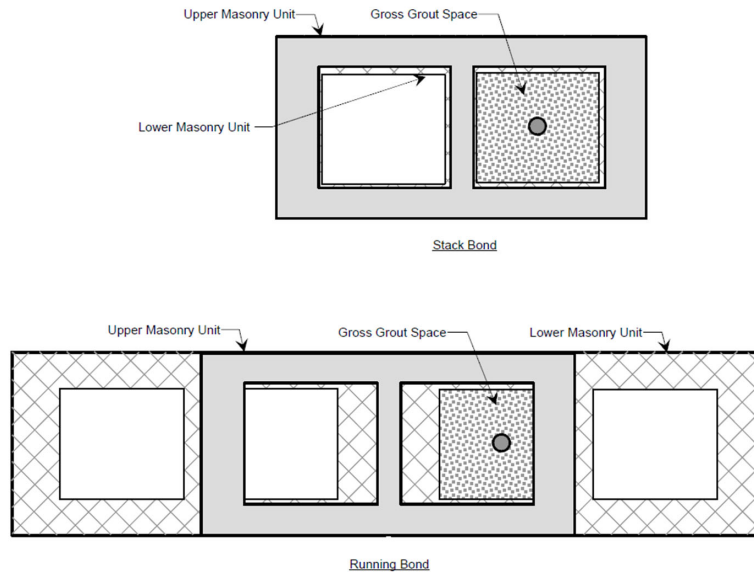 Upper Masonry Unit
Gross Grout Space
Lower Masonry Unit
Stack Bond
Upper Masonry Unit
Gross Grout Space
Lower Masonry Unit
Running Bond